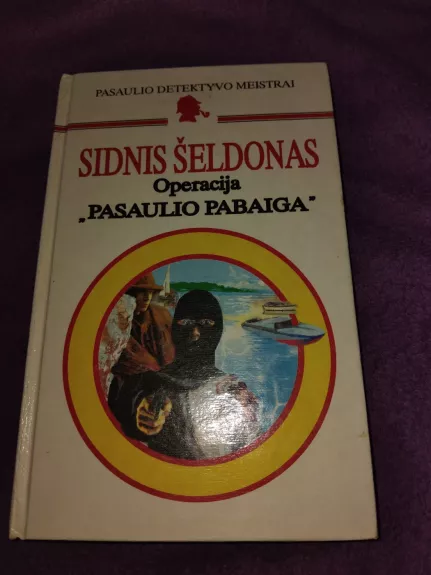 PASAULIO DETEKTYVO MEISTRAI
SIDNIS ŠELDONAS
Operacija
„PASAULIO PABAIGA"